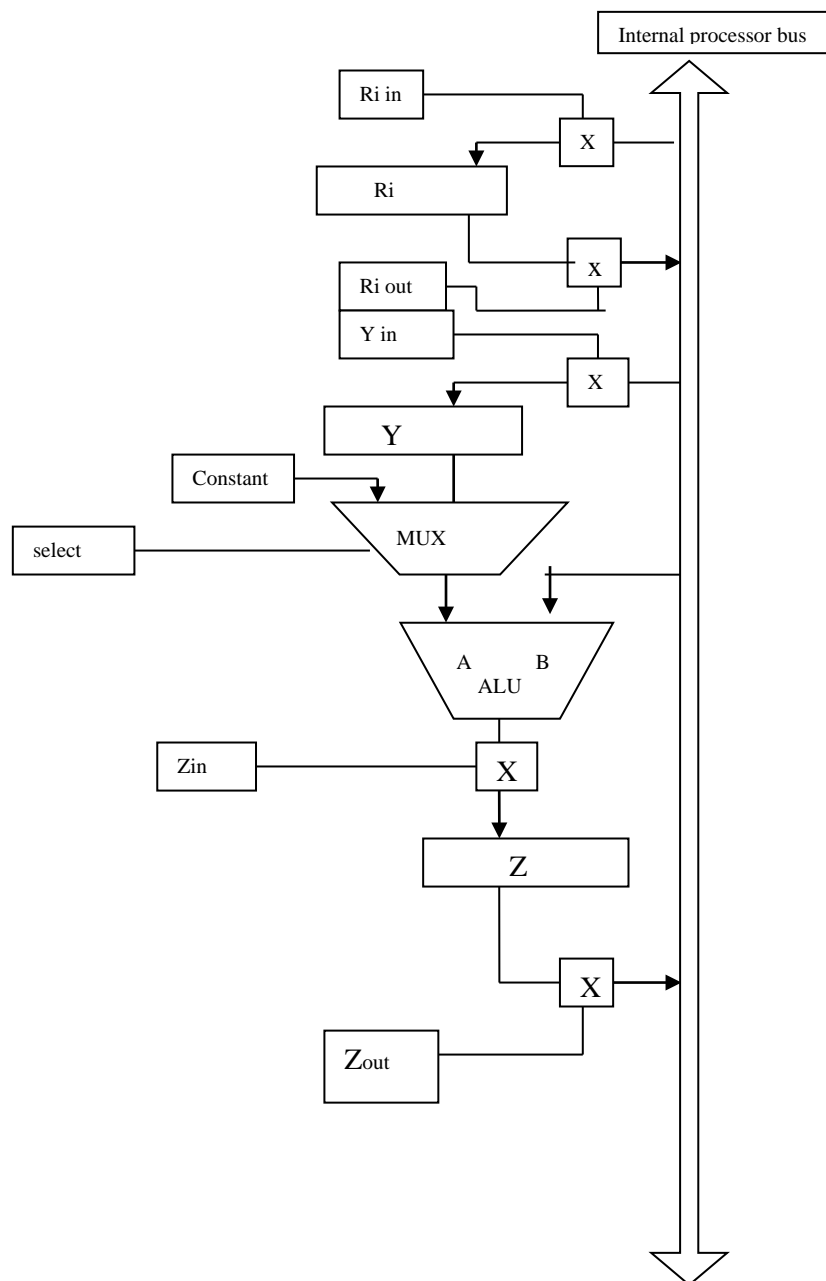 Internal processor bus
Ri in
X
Ri
x
Ri out
Y in
X
Y
Constant
MUX
select
A B
ALU
Zin
X
Z
X
Zout